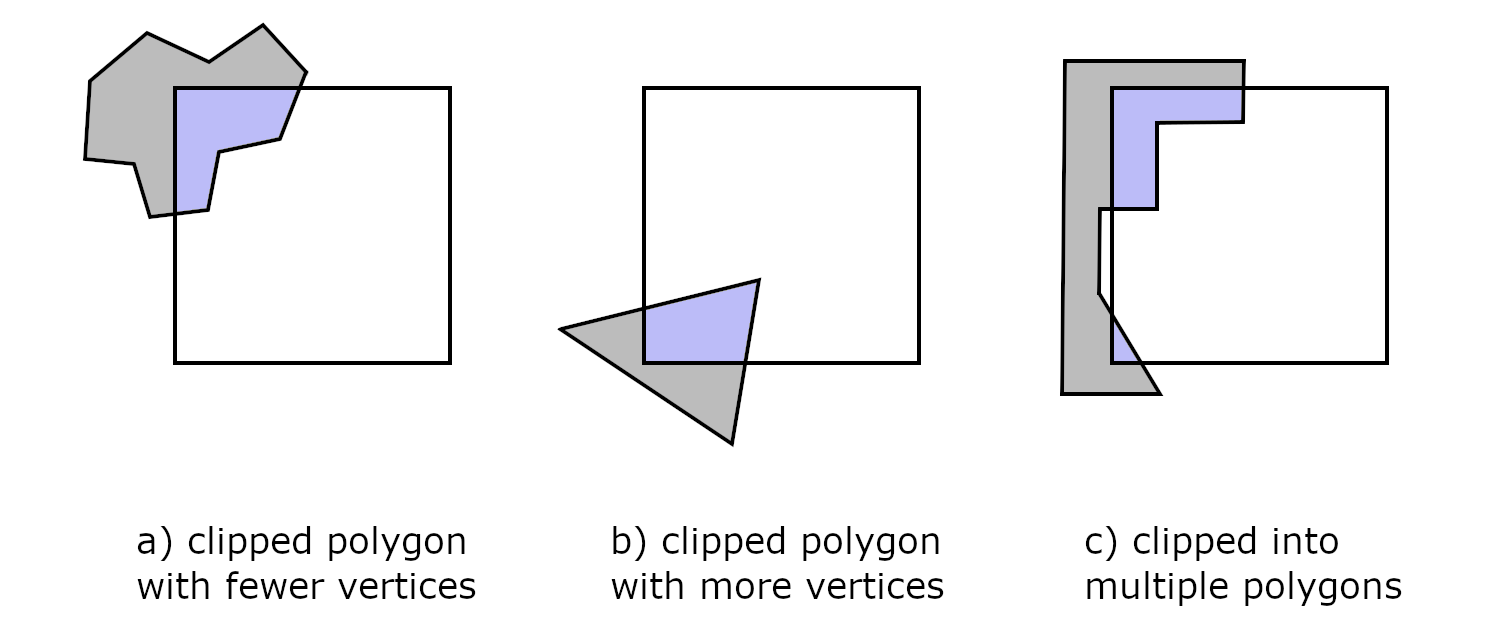 a) clipped polygon
with fewer vertices
b) clipped polygon
with more vertices
c) clipped into
multiple polygons